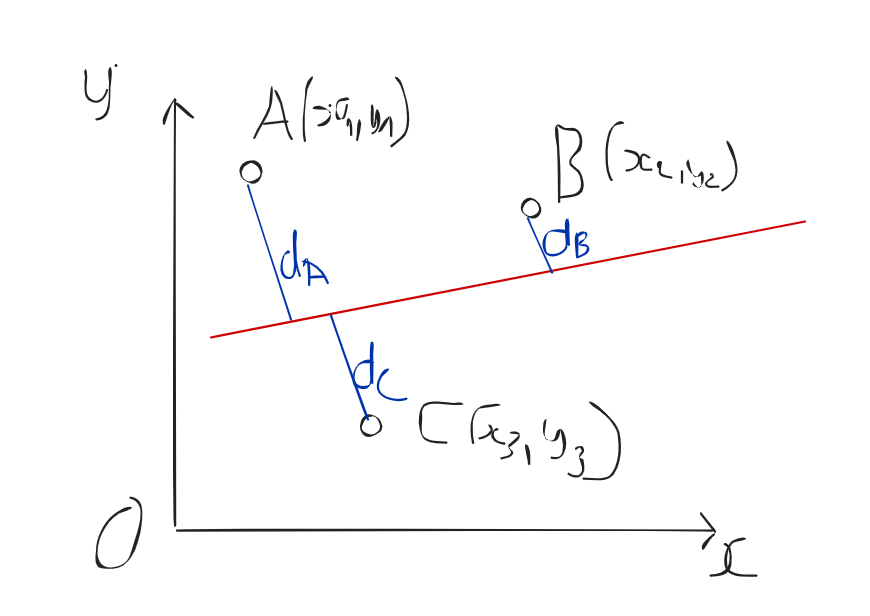 y
A(x1,y1)
B(x2,y2)
dB
dA
dC
C(x3,y3)
O
x